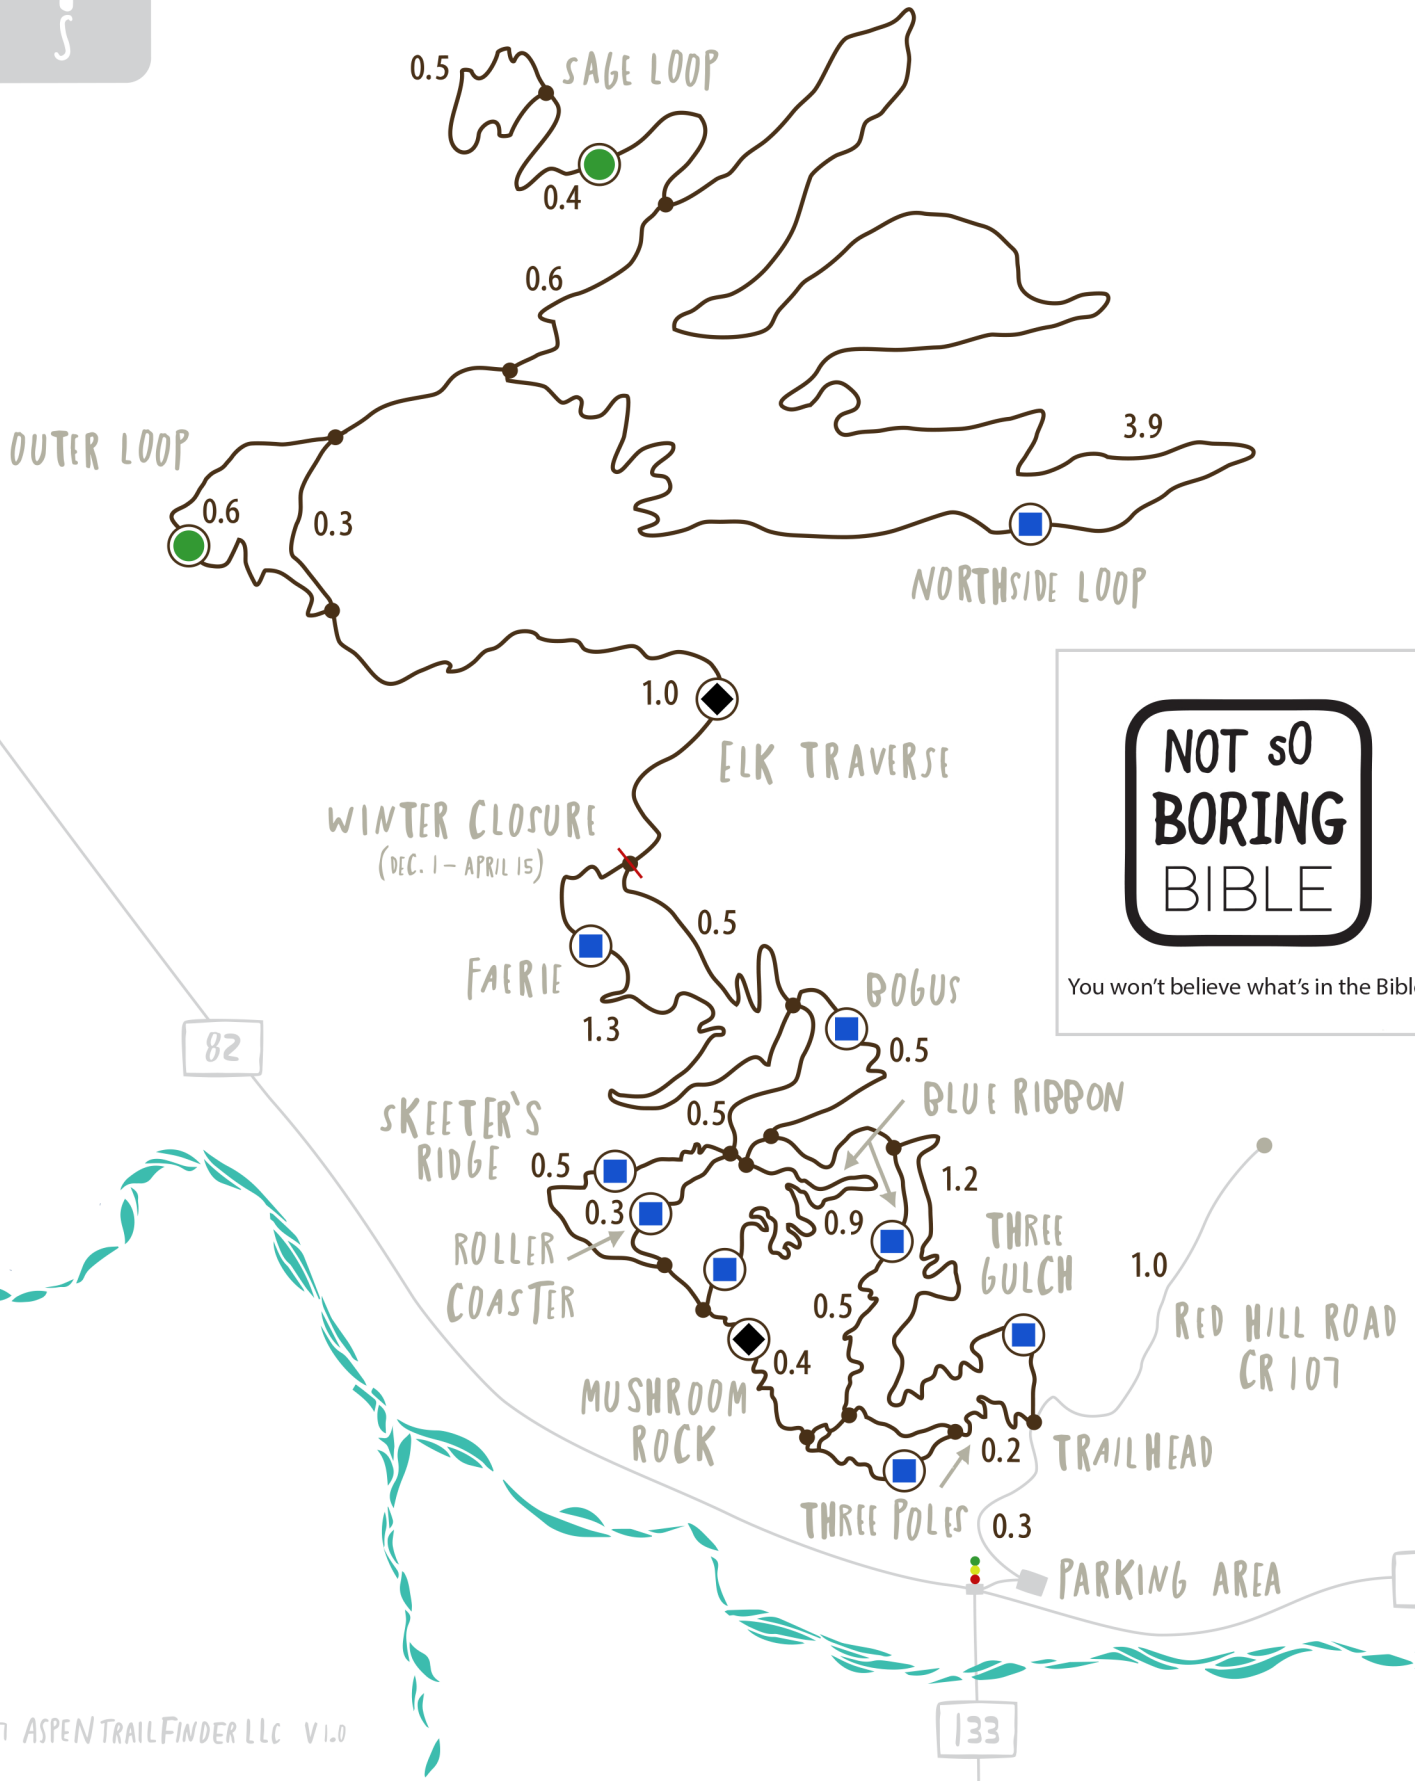 i
0.5
SAGE LOOP
0.4
0.6
OUTER LOOP
0.6
0.3
3.9
NORTHSIDE LOOP
1.0
ELK TRAVERSE
WINTER CLOSURE
(DEC. 1 – APRIL 15)
NOT SO
BORING
BIBLE
You won't believe what's in the Bibl
0.5
FAERIE
1.3
BOGUS
0.5
82
SKEETER'S
RIDGE
0.5
0.5
BLUE RIBBON
1.2
0.3
0.9
ROLLER
COASTER
THREE
GULCH
1.0
0.5
RED HILL ROAD
CR 107
0.4
MUSHROOM
ROCK
0.2
TRAILHEAD
THREE POLES
0.3
PARKING AREA
133
ASPENTRAILFINDER LLC V1.0